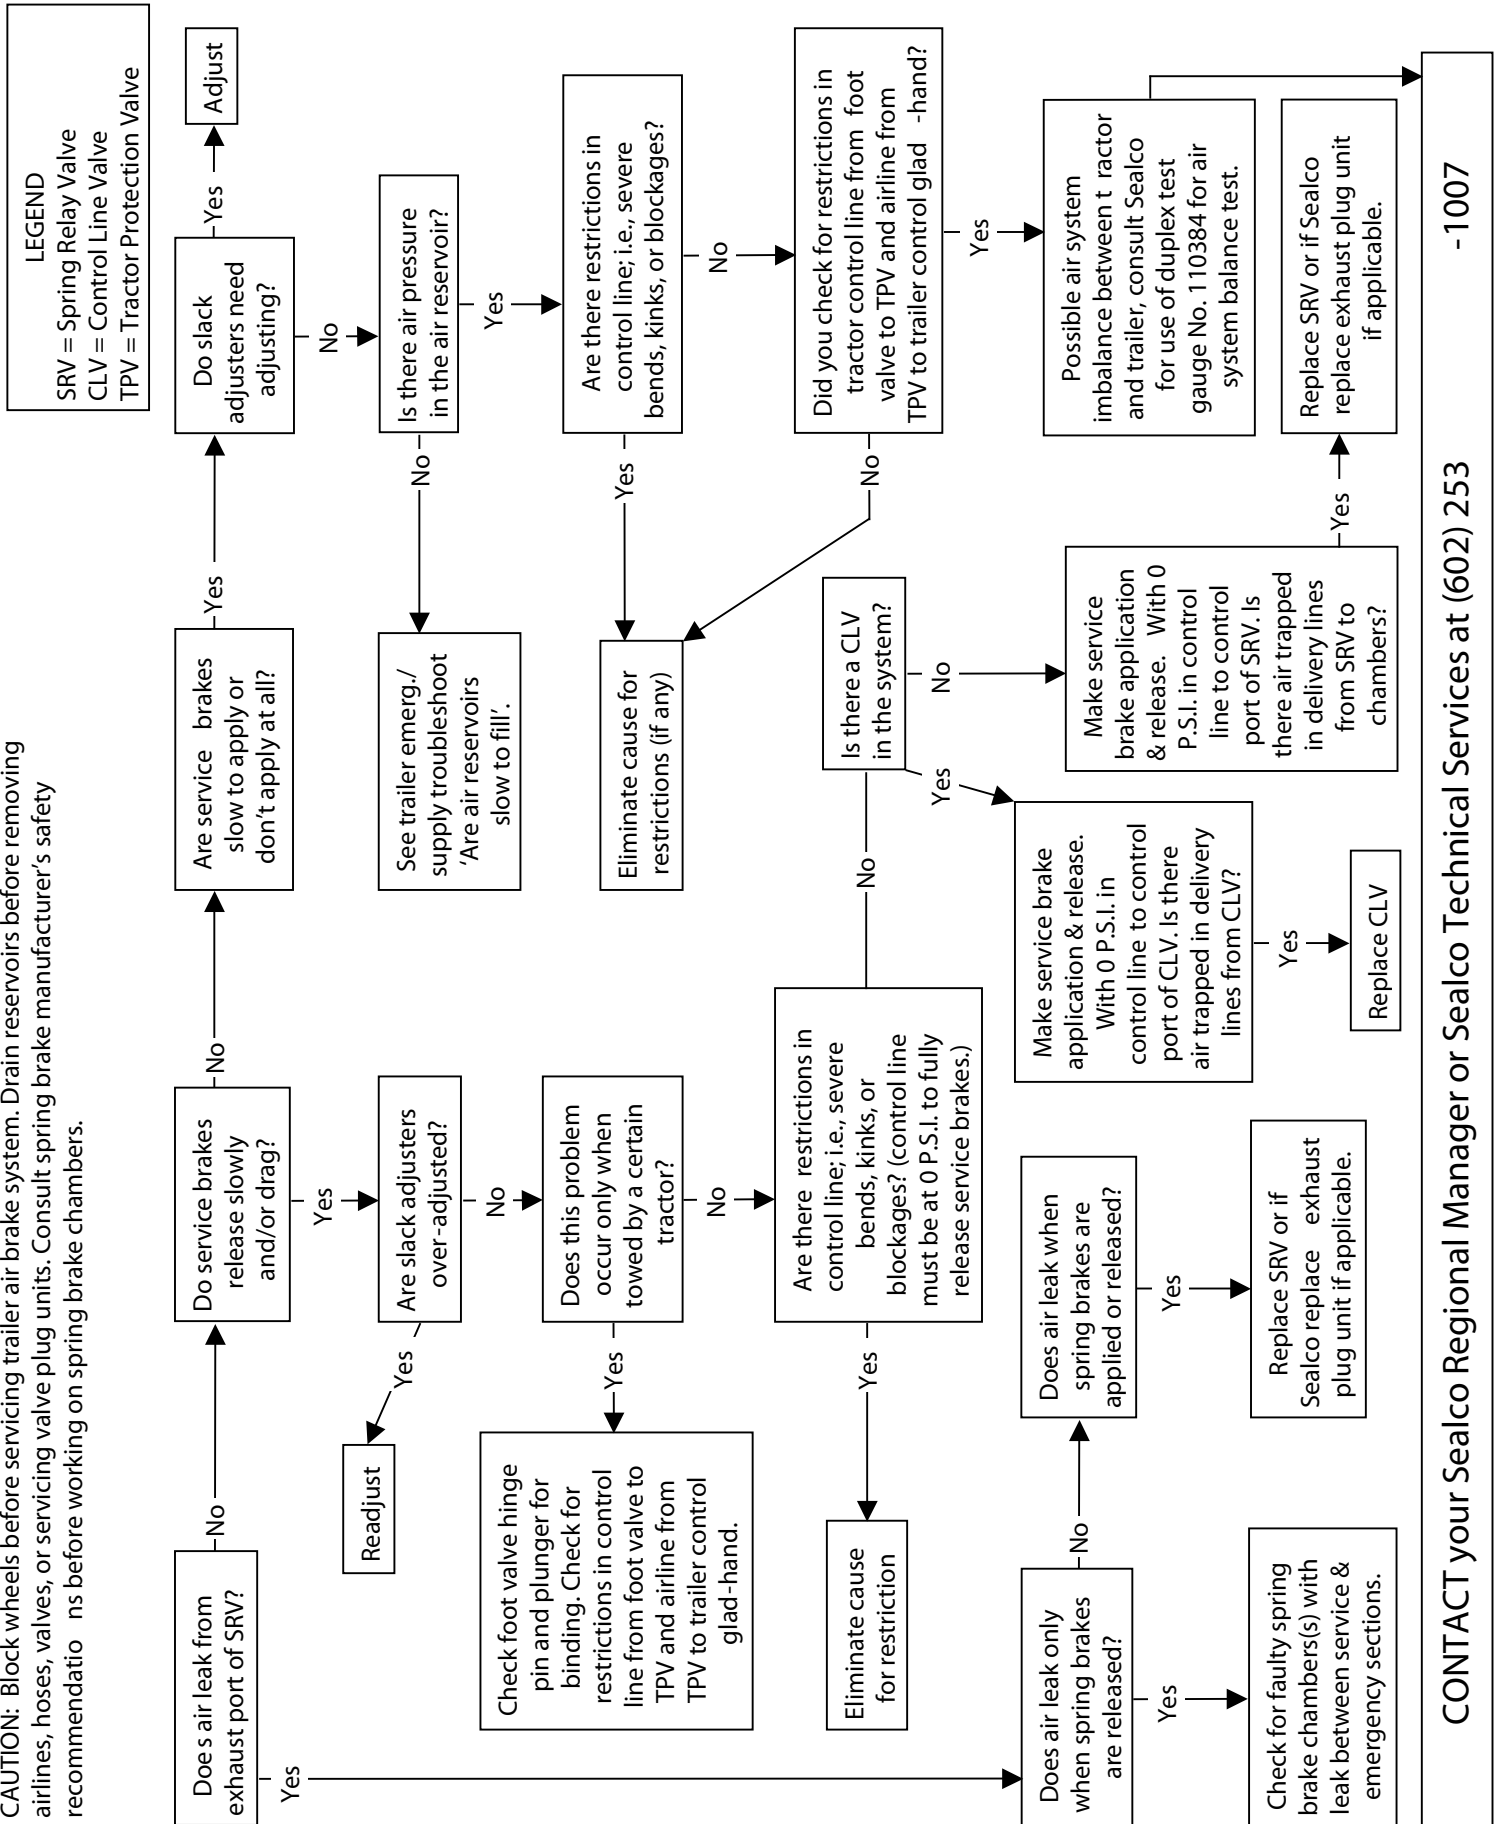 CAUTION:  Block wheels before servicing trailer air brake system. Drain reservoirs before removing
airlines, hoses, valves, or servicing valve plug units. Consult spring brake manufacturer's safety
recommendatio   ns before working on spring brake chambers.
LEGEND
SRV = Spring Relay Valve
CLV = Control Line Valve
TPV = Tractor Protection Valve
Does air leak from
exhaust port of SRV?
No
Yes
Do service brakes
release slowly
and/or drag?
No
Yes
Are service   brakes
slow to apply or
don't apply at all?
Yes
Do slack
adjusters need
adjusting?
Yes
Adjust
No
Readjust
Yes
Are slack adjusters
over-adjusted?
No
See trailer emerg./
supply troubleshoot
'Are air reservoirs
slow to fill'.
No
Is there air pressure
in the air reservoir?
Yes
Check foot valve hinge
pin and plunger for
binding. Check for
restrictions in control
line from foot valve to
TPV and airline from
TPV to trailer control
glad-hand.
Yes
Does this problem
occur only when
towed by a certain
tractor?
No
Eliminate cause for
restrictions (if any)
Yes
Are there restrictions in
control line; i.e., severe
bends, kinks, or blockages?
No
No
Did you check for restrictions in
tractor control line from  foot
valve to TPV and airline from
TPV to trailer control glad   -hand?
Yes
Eliminate cause
for restriction
Yes
Are there  restrictions in
control line; i.e., severe
bends, kinks, or
blockages? (control line
must be at 0 P.S.I. to fully
release service brakes.)
No
Is there a CLV
in the system?
Yes
No
Make service brake
application & release.
With 0 P.S.I. in
control line to control
port of CLV. Is there
air trapped in delivery
lines from CLV?
Yes
Replace CLV
Make service
brake application
& release.  With 0
P.S.I. in control
line to control
port of SRV. Is
there air trapped
in delivery lines
from SRV to
chambers?
Yes
Replace SRV or if Sealco
replace exhaust plug unit
if applicable.
Possible air system
imbalance between t ractor
and trailer, consult Sealco
for use of duplex test
gauge No. 110384 for air
system balance test.
Does air leak only
when spring brakes
are released?
No
Yes
Does air leak when
spring brakes are
applied or released?
Yes
Check for faulty spring
brake chambers(s) with
leak between service &
emergency sections.
Replace SRV or if
Sealco replace   exhaust
plug unit if applicable.
CONTACT your Sealco Regional Manager or Sealco Technical Services at (602) 253      -1007